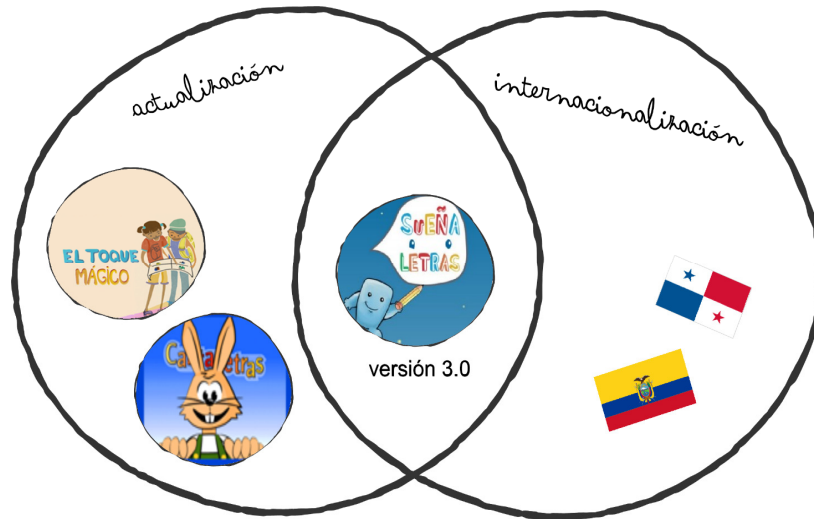 actualización
internacionalización
SUEÑA
LETRAS
EL TOQUE
MÁGICO
versión 3.0